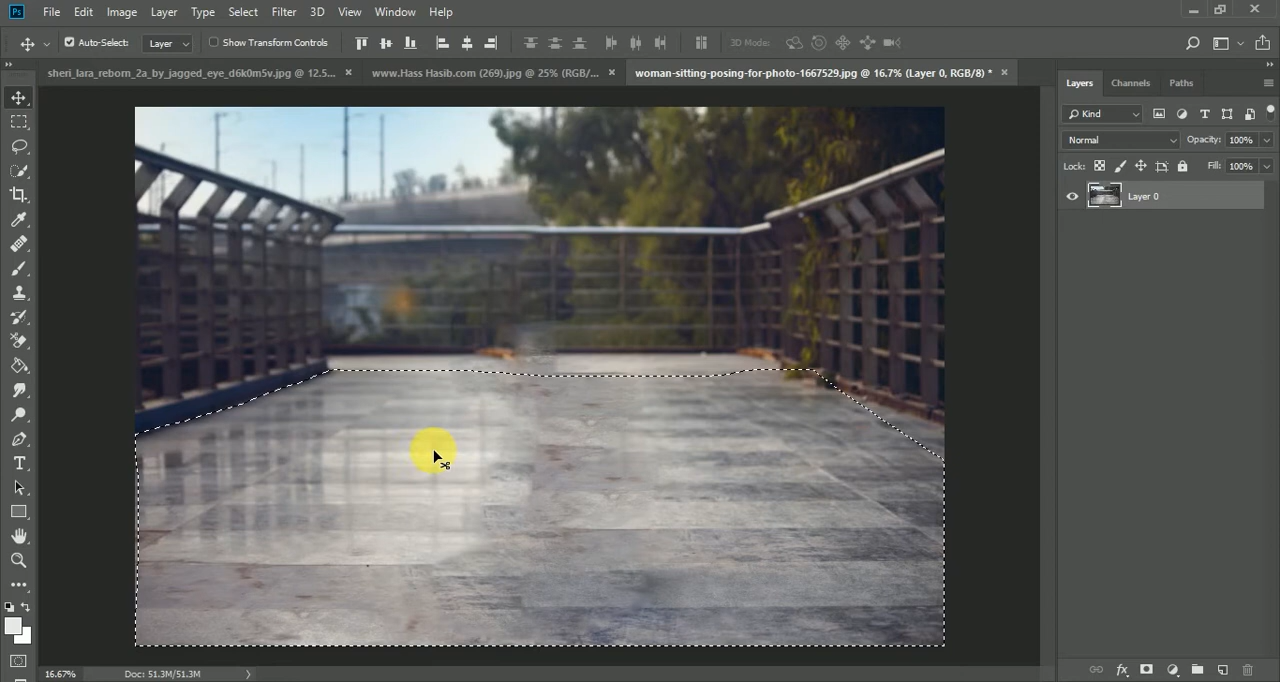 Ps File Edit Image Layer Type Select Filter 3D View Window Help
Auto-Select: Layer Show Transform Controls 3D Mode:
sheri_lara_reborn_2a_by_jagged_eye_d6k0m5v.jpg @ 12.5... × www.Hass Hasib.com (269).jpg @ 25% (RGB/... × woman-sitting-posing-for-photo-1667529.jpg @ 16.7% (Layer 0, RGB/8) * ×
Layers Channels Paths
Kind
Normal Opacity: 100%
Lock: Fill: 100%
Layer 0
16.67% Doc: 51.3M/51.3M